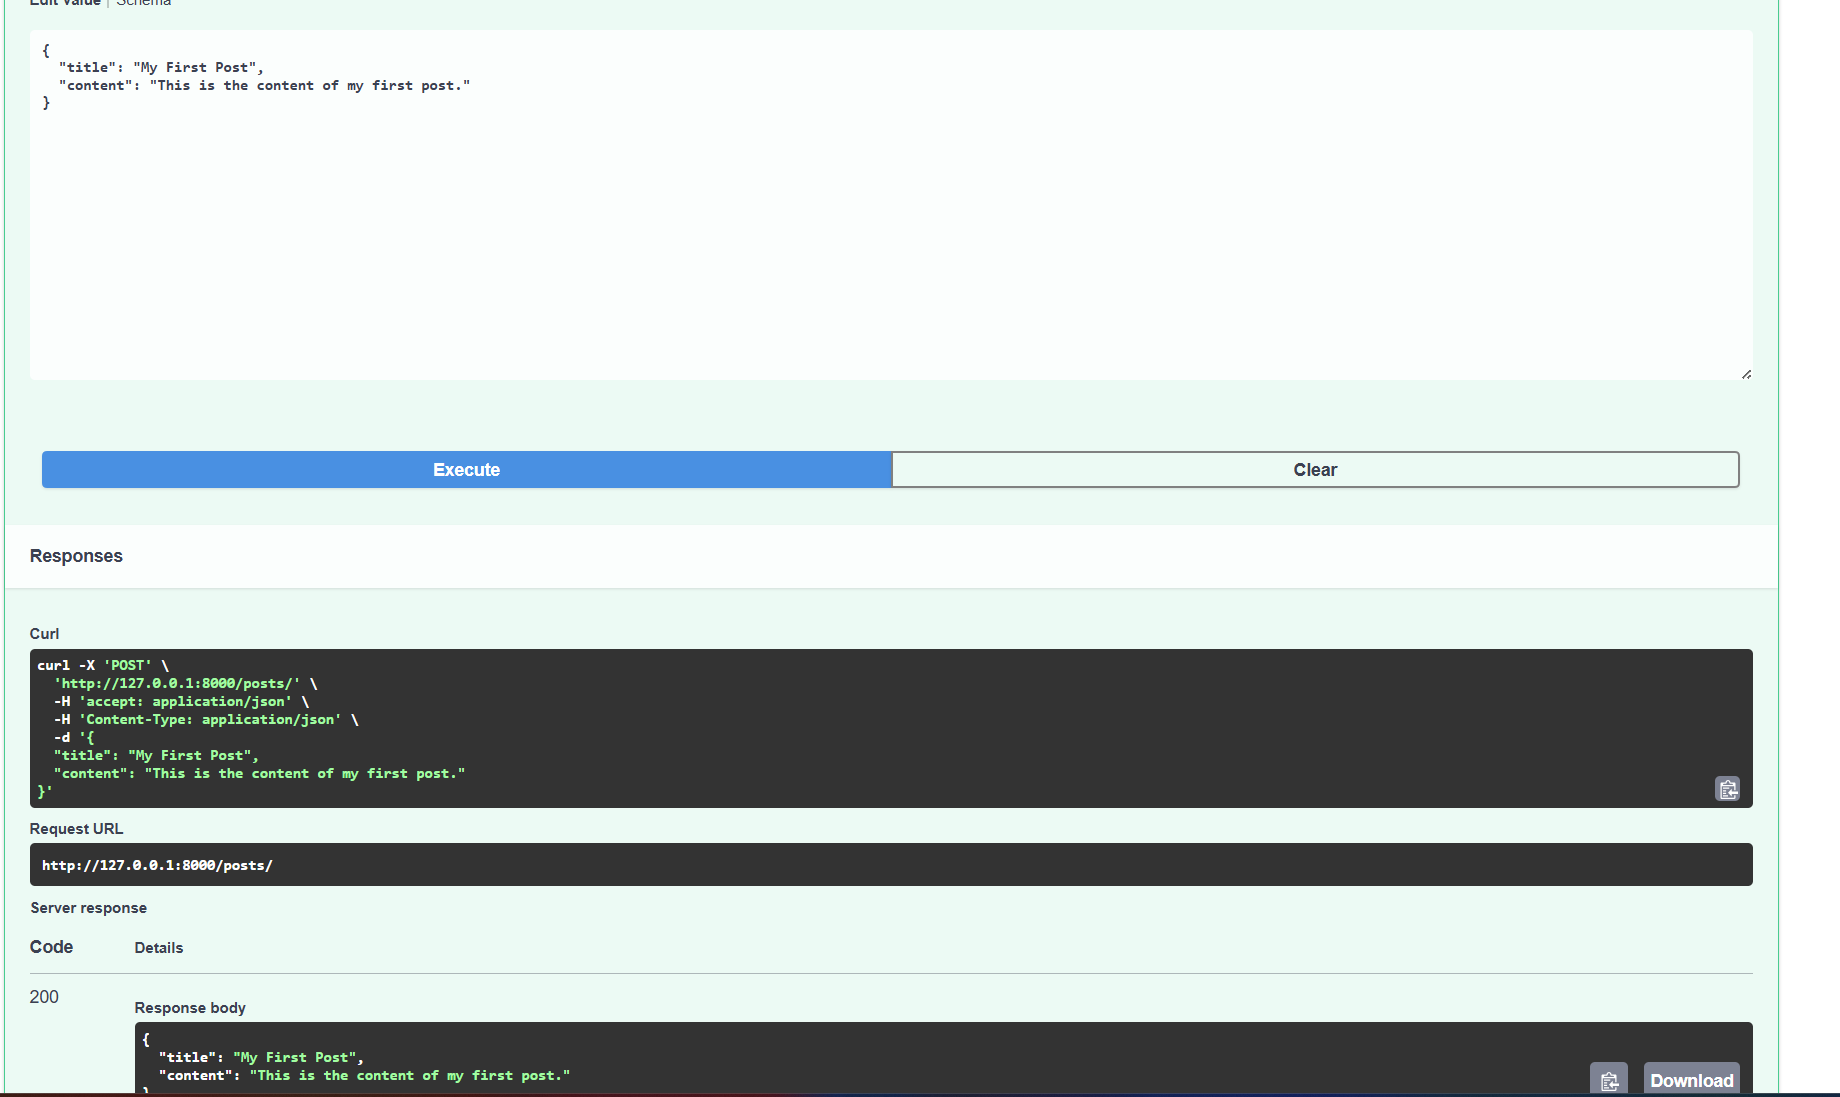 Edit Value | Schema
{
  "title": "My First Post",
  "content": "This is the content of my first post."
}
Execute
Clear
Responses
Curl
curl -X 'POST' \
  'http://127.0.0.1:8000/posts/' \
  -H 'accept: application/json' \
  -H 'Content-Type: application/json' \
  -d '{
  "title": "My First Post",
  "content": "This is the content of my first post."
}'
Request URL
http://127.0.0.1:8000/posts/
Server response
Code Details
200
Response body
{
  "title": "My First Post",
  "content": "This is the content of my first post."
}
Download